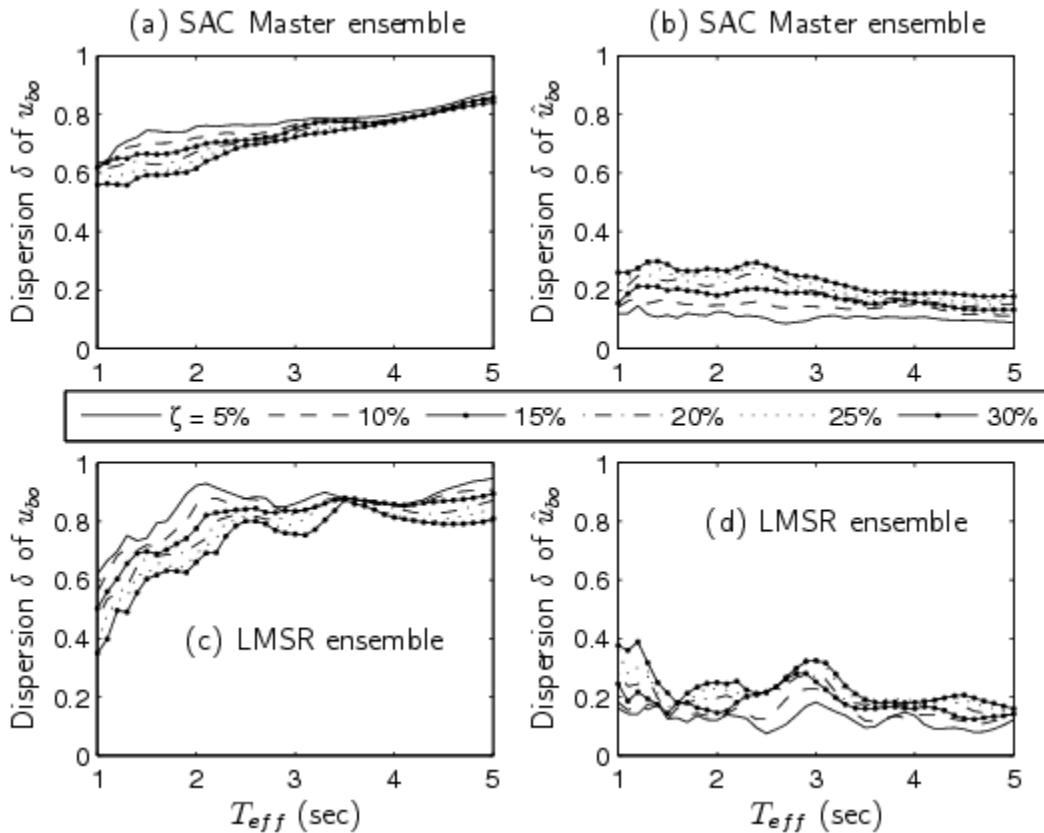 (a) SAC Master ensemble
(b) SAC Master ensemble
Dispersion δ of u_bo
1
0.8
0.6
0.4
0.2
0
1 2 3 4 5
Dispersion δ of û_bo
1
0.8
0.6
0.4
0.2
0
1 2 3 4 5
ζ = 5% 10% 15% 20% 25% 30%
Dispersion δ of u_bo
1
0.8
0.6
0.4
0.2
0
(c) LMSR ensemble
1 2 3 4 5
T_eff (sec)
Dispersion δ of û_bo
1
0.8
0.6
0.4
0.2
0
(d) LMSR ensemble
1 2 3 4 5
T_eff (sec)